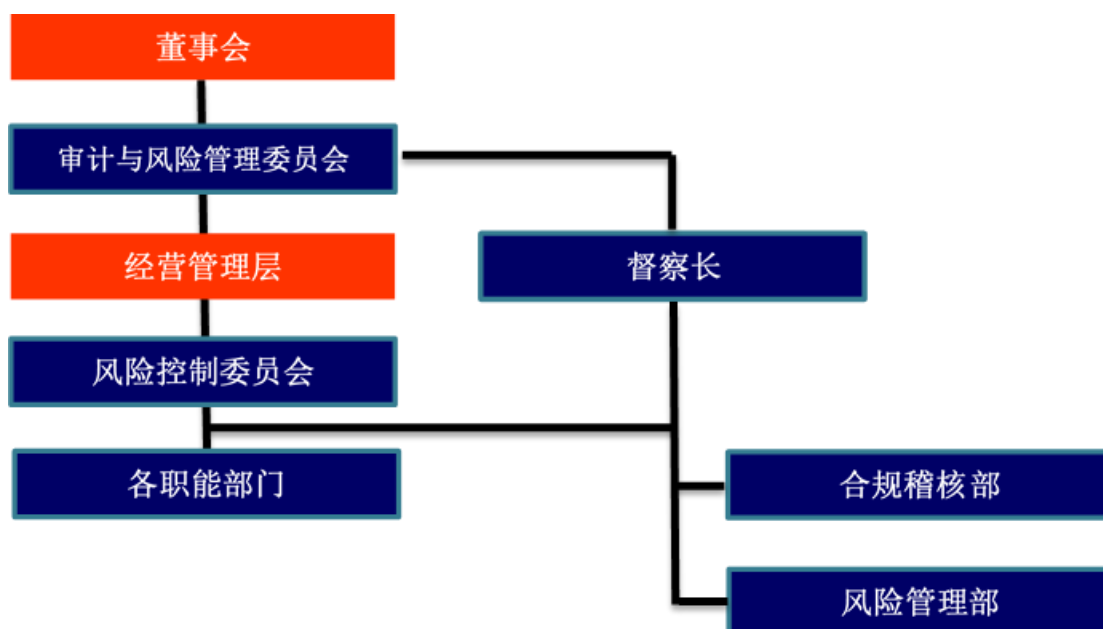 董事会
审计与风险管理委员会
经营管理层
督察长
风险控制委员会
各职能部门
合规稽核部
风险管理部